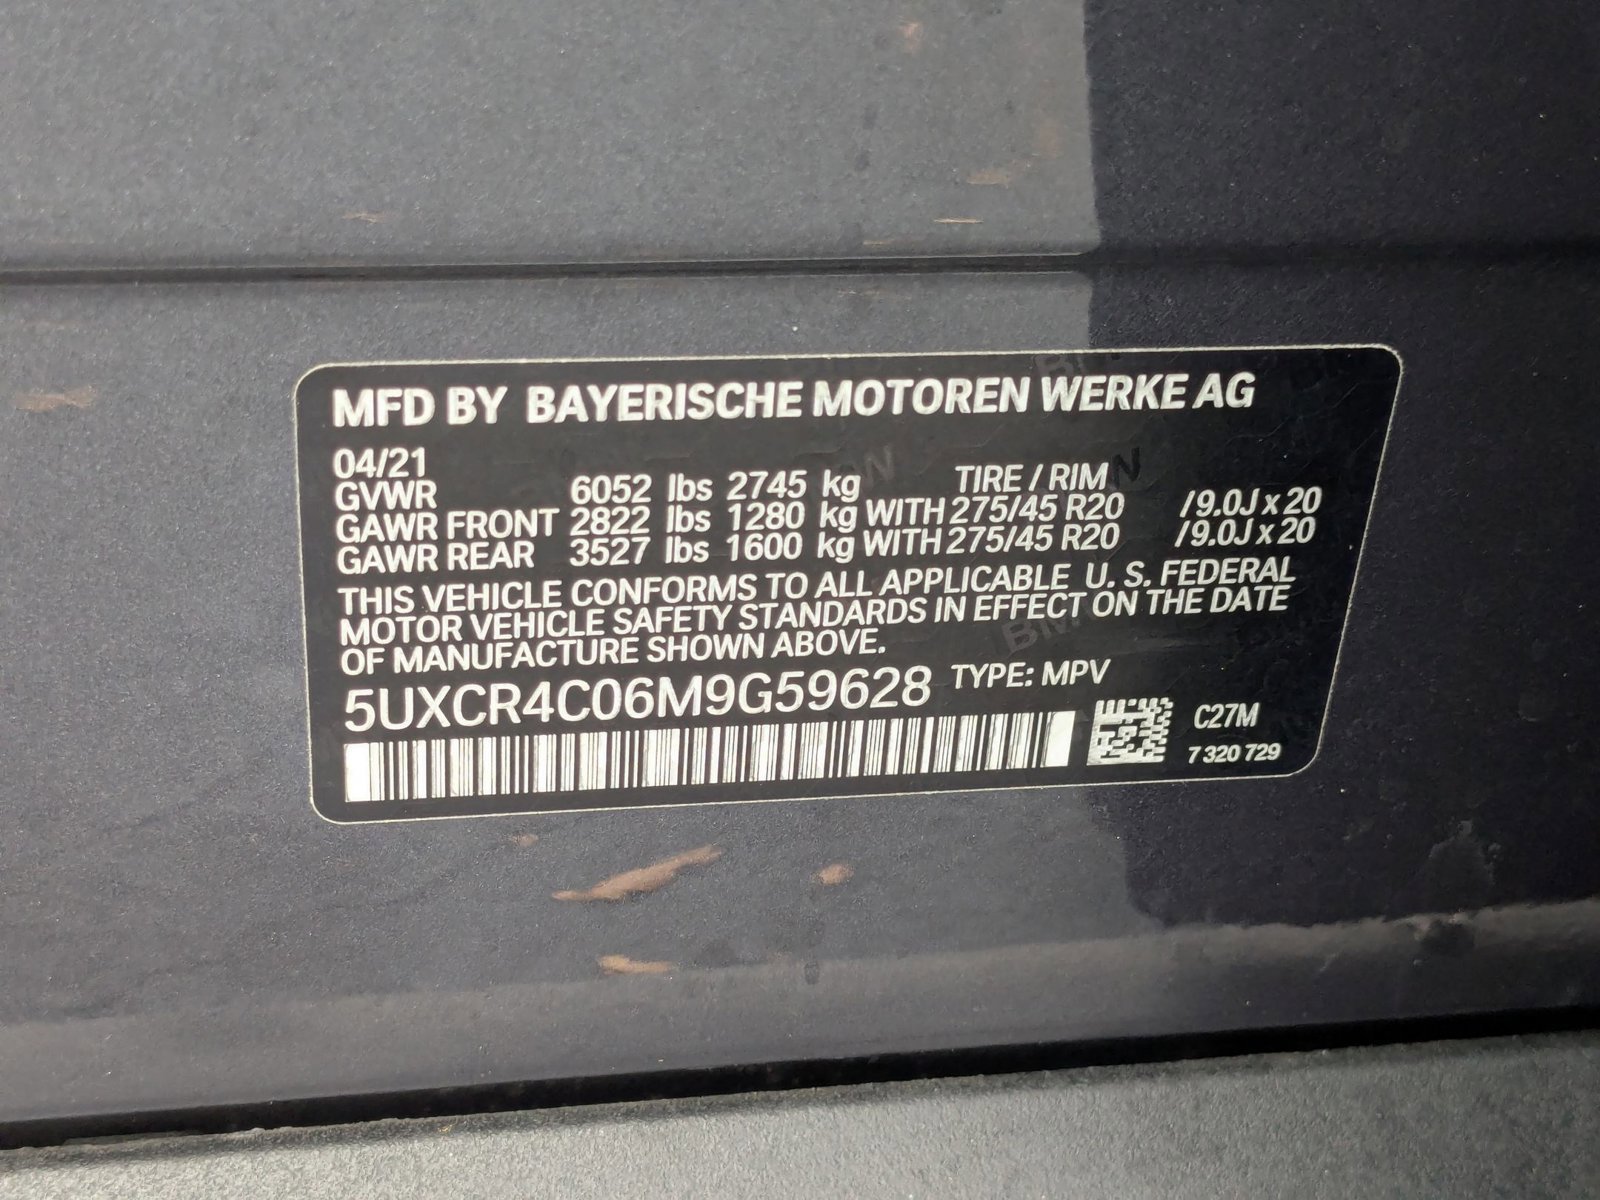 MFD BY BAYERISCHE MOTOREN WERKE AG
04/21
GVWR 6052 lbs 2745 kg TIRE / RIM
GAWR FRONT 2822 lbs 1280 kg WITH 275/45 R20 /9.0J x 20
GAWR REAR 3527 lbs 1600 kg WITH 275/45 R20 /9.0J x 20
THIS VEHICLE CONFORMS TO ALL APPLICABLE U. S. FEDERAL
MOTOR VEHICLE SAFETY STANDARDS IN EFFECT ON THE DATE
OF MANUFACTURE SHOWN ABOVE.
5UXCR4C06M9G59628 TYPE: MPV
C27M
7 320 729